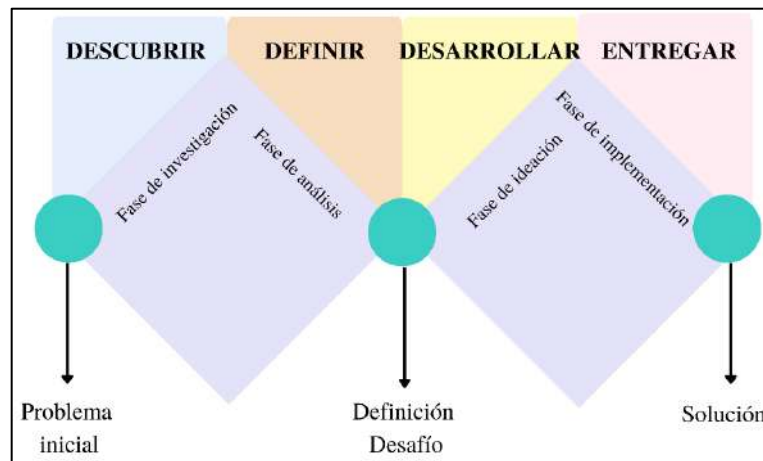 DESCUBRIR
DEFINIR
DESARROLLAR
ENTREGAR
Fase de investigación
Fase de análisis
Fase de ideación
Fase de implementación
Problema
inicial
Definición
Desafío
Solución